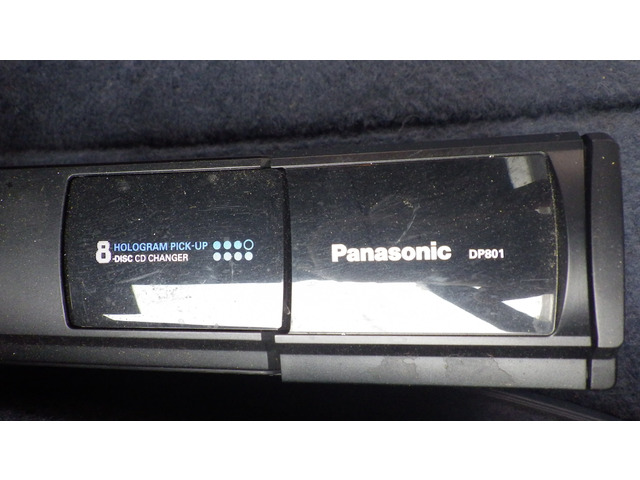 8 HOLOGRAM PICK-UP
-DISC CD CHANGER
Panasonic DP801